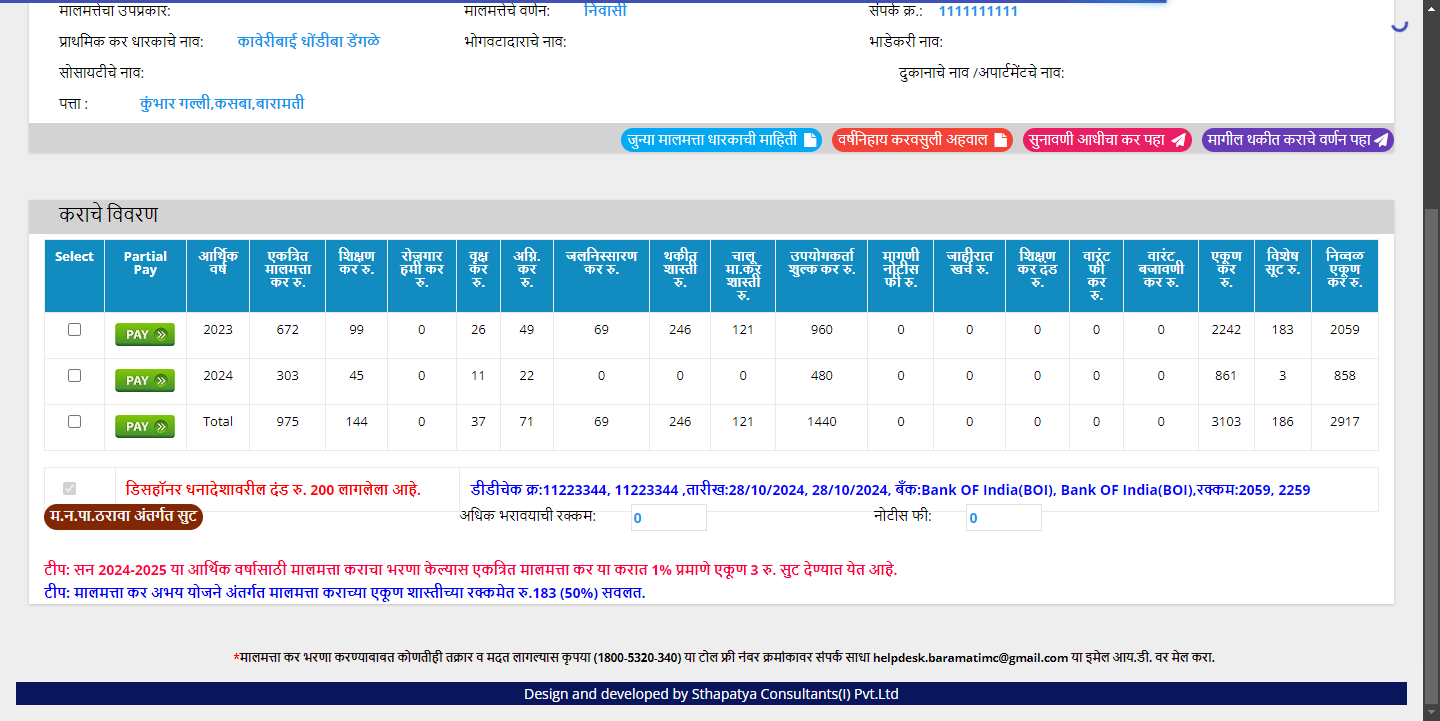 मालमत्तेचा उपप्रकार: मालमत्तेचे वर्णन: निवासी संपर्क क्र.: 1111111111
प्राथमिक कर धारकाचे नाव: कावेरीबाई धोंडीबा डेंगळे भोगवटादाराचे नाव: भाडेकरी नाव:
सोसायटीचे नाव: दुकानाचे नाव /अपार्टमेंटचे नाव:
पत्ता : कुंभार गल्ली,कसबा,बारामती
जुन्या मालमत्ता धारकाची माहिती वर्षनिहाय करवसुली अहवाल सुनावणी आधीचा कर पहा मागील थकीत कराचे वर्णन पहा
कराचे विवरण
Select Partial Pay आर्थिक वर्ष एकत्रित मालमत्ता कर रु. शिक्षण कर रु. रोजगार हमी कर रु. वृक्ष कर रु. अग्नि. कर रु. जलनिस्सारण कर रु. थकीत शास्ती रु. चालू मा.कर शास्ती रु. उपयोगकर्ता शुल्क कर रु. मागणी नोटीस फी रु. जाहीरात खर्च रु. शिक्षण कर दंड रु. वारंट फी कर रु. वारंट बजावणी कर रु. एकूण कर रु. विशेष सूट रु. निव्वळ एकूण कर रु.
PAY 2023 672 99 0 26 49 69 246 121 960 0 0 0 0 0 2242 183 2059
PAY 2024 303 45 0 11 22 0 0 0 480 0 0 0 0 0 861 3 858
PAY Total 975 144 0 37 71 69 246 121 1440 0 0 0 0 0 3103 186 2917
डिसहॉनर धनादेशावरील दंड रु. 200 लागलेला आहे. डीडीचेक क्र:11223344, 11223344 ,तारीख:28/10/2024, 28/10/2024, बँक:Bank OF India(BOI), Bank OF India(BOI),रक्कम:2059, 2259
म.न.पा.ठरावा अंतर्गत सुट अधिक भरावयाची रक्कम: 0 नोटीस फी: 0
टीप: सन 2024-2025 या आर्थिक वर्षासाठी मालमत्ता कराचा भरणा केल्यास एकत्रित मालमत्ता कर या करात 1% प्रमाणे एकूण 3 रु. सुट देण्यात येत आहे.
टीप: मालमत्ता कर अभय योजने अंतर्गत मालमत्ता कराच्या एकूण शास्तीच्या रक्कमेत रु.183 (50%) सवलत.
*मालमत्ता कर भरणा करण्याबाबत कोणतीही तक्रार व मदत लागल्यास कृपया (1800-5320-340) या टोल फ्री नंबर क्रमांकावर संपर्क साधा helpdesk.baramatimc@gmail.com या इमेल आय.डी. वर मेल करा.
Design and developed by Sthapatya Consultants(I) Pvt.Ltd